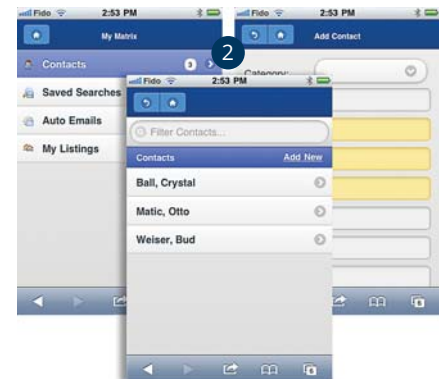 Fido 2:53 PM
My Matrix
Contacts 3
Saved Searches
Auto Emails
My Listings
2
Fido 2:53 PM
Add Contact
Category:
Fido 2:53 PM
Filter Contacts...
Contacts Add New
Ball, Crystal
Matic, Otto
Weiser, Bud